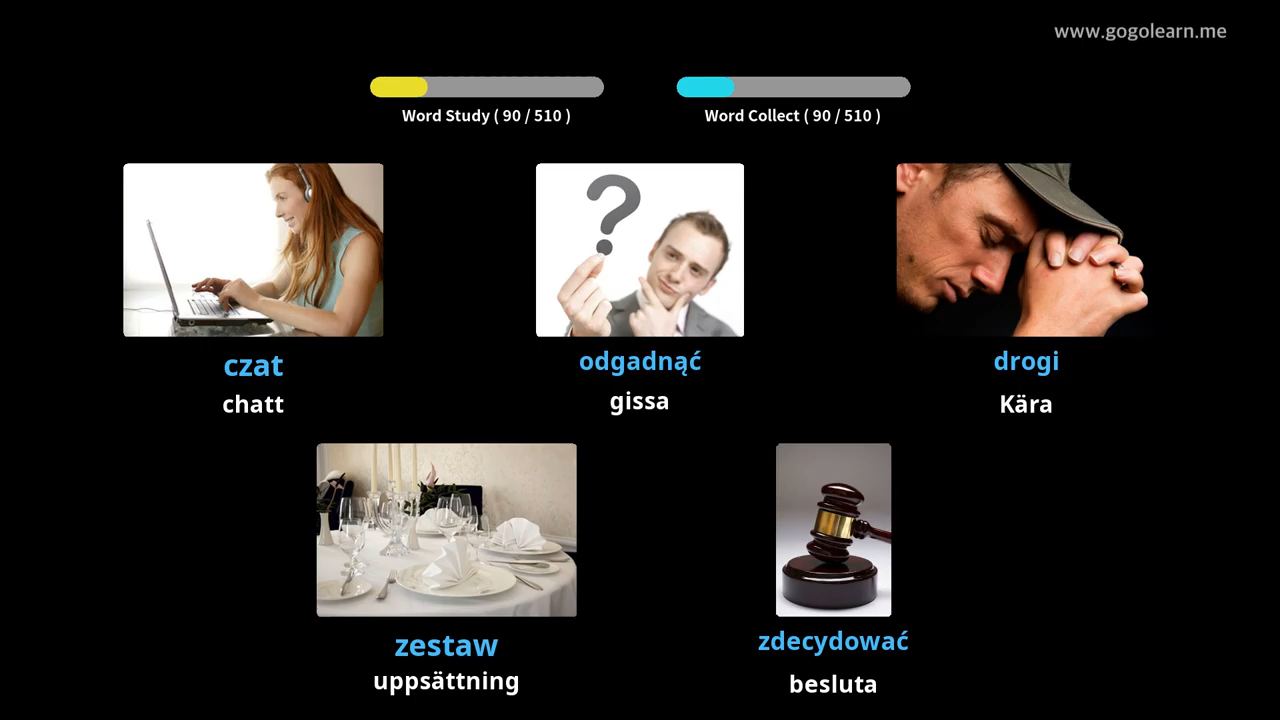 www.gogolearn.me
Word Study ( 90 / 510 )
Word Collect ( 90 / 510 )
czat
chatt
odgadnąć
gissa
drogi
Kära
zestaw
uppsättning
zdecydować
besluta